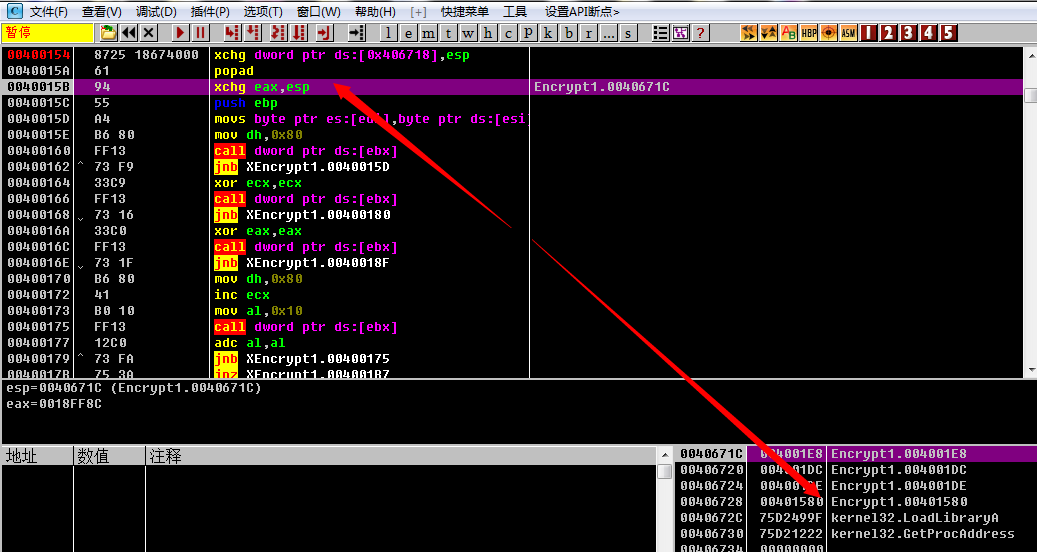 文件(F) 查看(V) 调试(D) 插件(P) 选项(T) 窗口(W) 帮助(H) [+] 快捷菜单 工具 设置API断点>
暂停 l e m t w h c p k b r ... s ? AB HBP ASM 1 2 3 4 5
00400154 8725 18674000 xchg dword ptr ds:[0x406718],esp
0040015A 61 popad
0040015B 94 xchg eax,esp Encrypt1.0040671C
0040015C 55 push ebp
0040015D A4 movs byte ptr es:[edi],byte ptr ds:[esi]
0040015E B6 80 mov dh,0x80
00400160 FF13 call dword ptr ds:[ebx]
00400162 ^ 73 F9 jnb XEncrypt1.0040015D
00400164 33C9 xor ecx,ecx
00400166 FF13 call dword ptr ds:[ebx]
00400168 73 16 jnb XEncrypt1.00400180
0040016A 33C0 xor eax,eax
0040016C FF13 call dword ptr ds:[ebx]
0040016E 73 1F jnb XEncrypt1.0040018F
00400170 B6 80 mov dh,0x80
00400172 41 inc ecx
00400173 B0 10 mov al,0x10
00400175 FF13 call dword ptr ds:[ebx]
00400177 12C0 adc al,al
00400179 ^ 73 FA jnb XEncrypt1.00400175
0040017B 75 3A jnz XEncrypt1.004001B7
esp=0040671C (Encrypt1.0040671C)
eax=0018FF8C
地址 数值 注释
0040671C 004001E8 Encrypt1.004001E8
00406720 004001DC Encrypt1.004001DC
00406724 004001DE Encrypt1.004001DE
00406728 00401580 Encrypt1.00401580
0040672C 75D2499F kernel32.LoadLibraryA
00406730 75D21222 kernel32.GetProcAddress
00406734 00000000